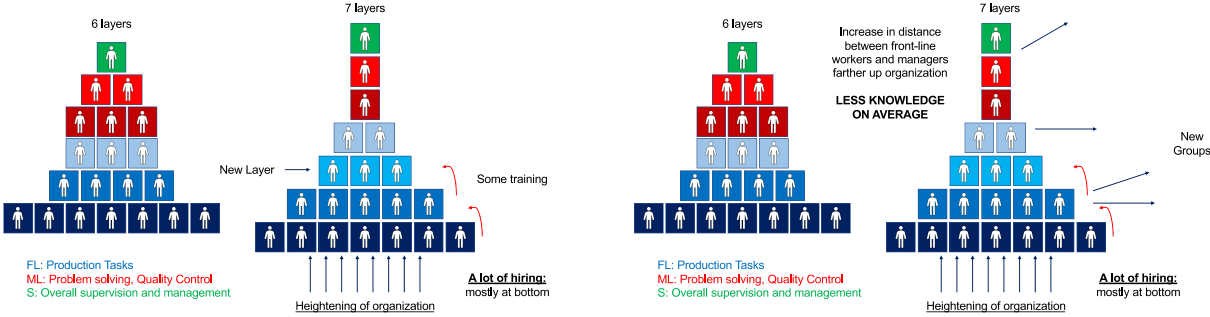 6 layers
7 layers
New Layer
Some training
FL: Production Tasks
ML: Problem solving, Quality Control
S: Overall supervision and management
A lot of hiring:
mostly at bottom
Heightening of organization
6 layers
7 layers
Increase in distance
between front-line
workers and managers
farther up organization
LESS KNOWLEDGE
ON AVERAGE
New
Groups
FL: Production Tasks
ML: Problem solving, Quality Control
S: Overall supervision and management
A lot of hiring:
mostly at bottom
Heightening of organization